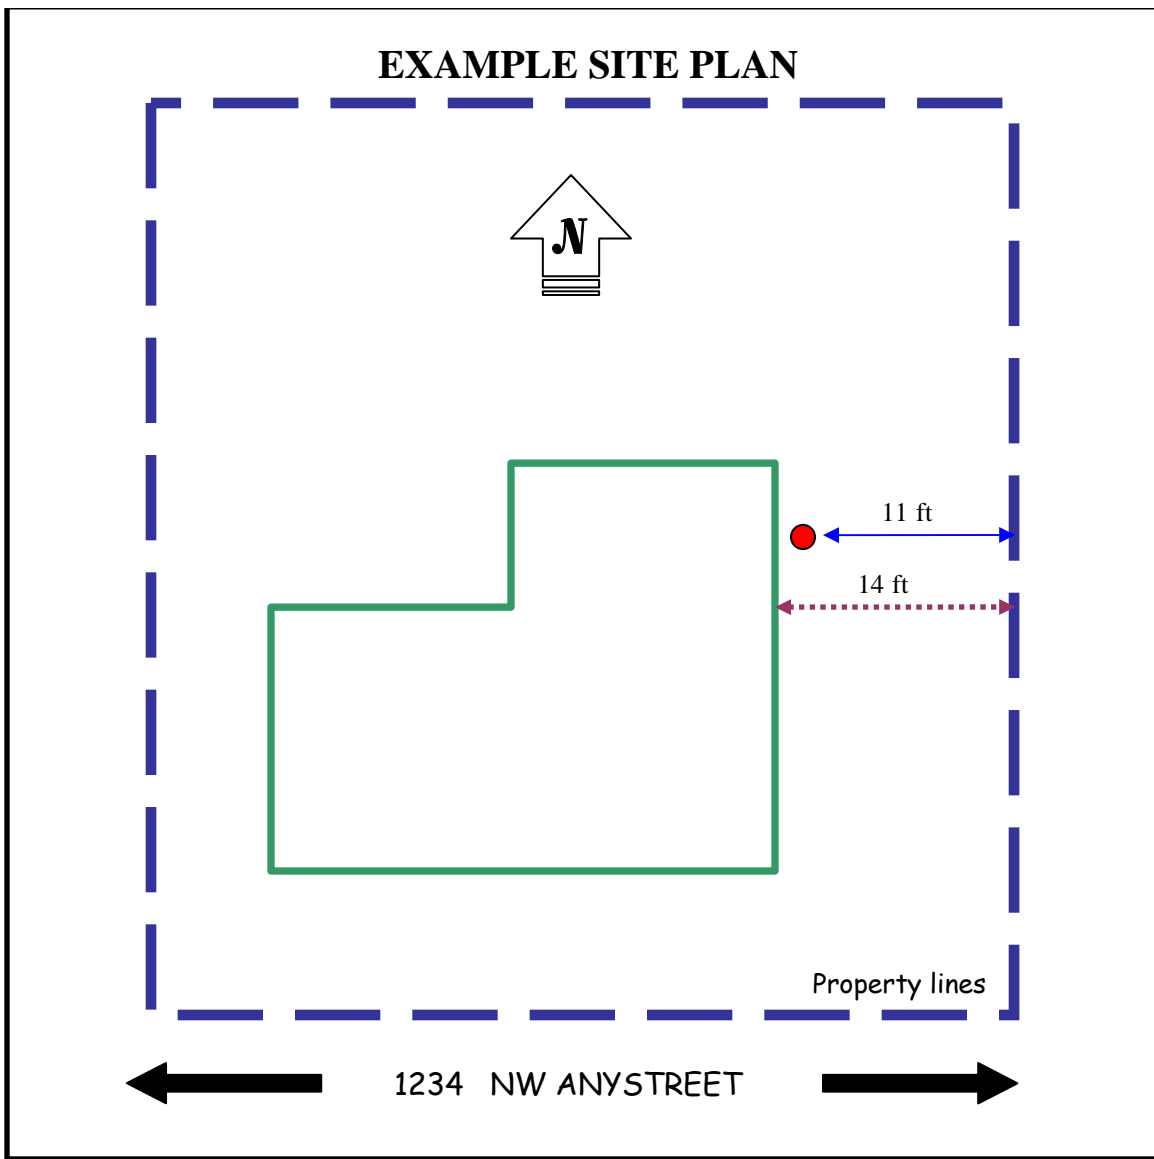 EXAMPLE SITE PLAN
N
11 ft
14 ft
Property lines
1234 NW ANYSTREET